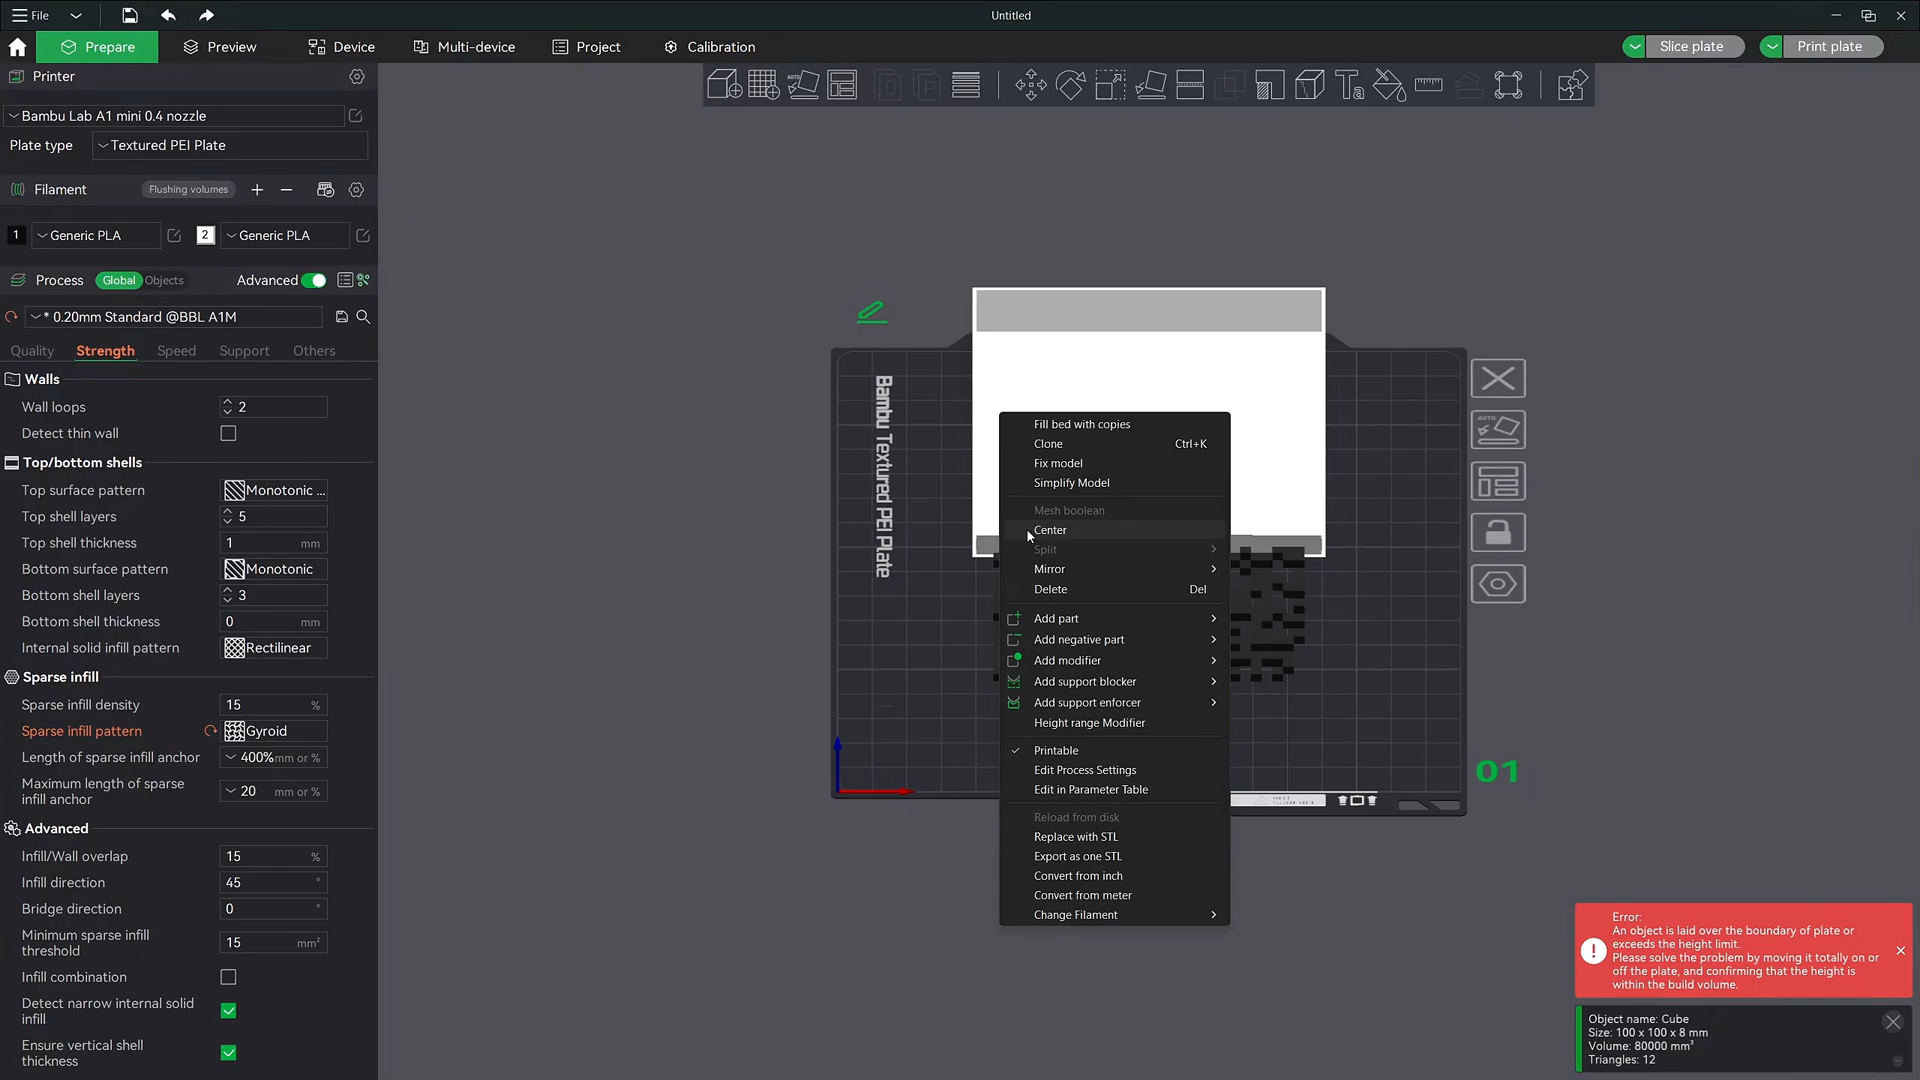 File
Untitled
Prepare
Preview
Device
Multi-device
Project
Calibration
Slice plate
Print plate
Printer
Bambu Lab A1 mini 0.4 nozzle
Plate type
Textured PEI Plate
Filament
Flushing volumes
1
Generic PLA
2
Generic PLA
Process
Global
Objects
Advanced
* 0.20mm Standard @BBL A1M
Quality
Strength
Speed
Support
Others
Walls
Wall loops
2
Detect thin wall
Top/bottom shells
Top surface pattern
Monotonic ...
Top shell layers
5
Top shell thickness
1 mm
Bottom surface pattern
Monotonic
Bottom shell layers
3
Bottom shell thickness
0 mm
Internal solid infill pattern
Rectilinear
Sparse infill
Sparse infill density
15 %
Sparse infill pattern
Gyroid
Length of sparse infill anchor
400% mm or %
Maximum length of sparse
infill anchor
20 mm or %
Advanced
Infill/Wall overlap
15 %
Infill direction
45 °
Bridge direction
0 °
Minimum sparse infill
threshold
15 mm²
Infill combination
Detect narrow internal solid
infill
Ensure vertical shell
thickness
Bambu Textured PEI Plate
Fill bed with copies
Clone Ctrl+K
Fix model
Simplify Model
Mesh boolean
Center
Split
Mirror
Delete Del
Add part
Add negative part
Add modifier
Add support blocker
Add support enforcer
Height range Modifier
Printable
Edit Process Settings
Edit in Parameter Table
Reload from disk
Replace with STL
Export as one STL
Convert from inch
Convert from meter
Change Filament
AUTO
01
Error:
An object is laid over the boundary of plate or
exceeds the height limit.
Please solve the problem by moving it totally on or
off the plate, and confirming that the height is
within the build volume.
Object name: Cube
Size: 100 x 100 x 8 mm
Volume: 80000 mm³
Triangles: 12